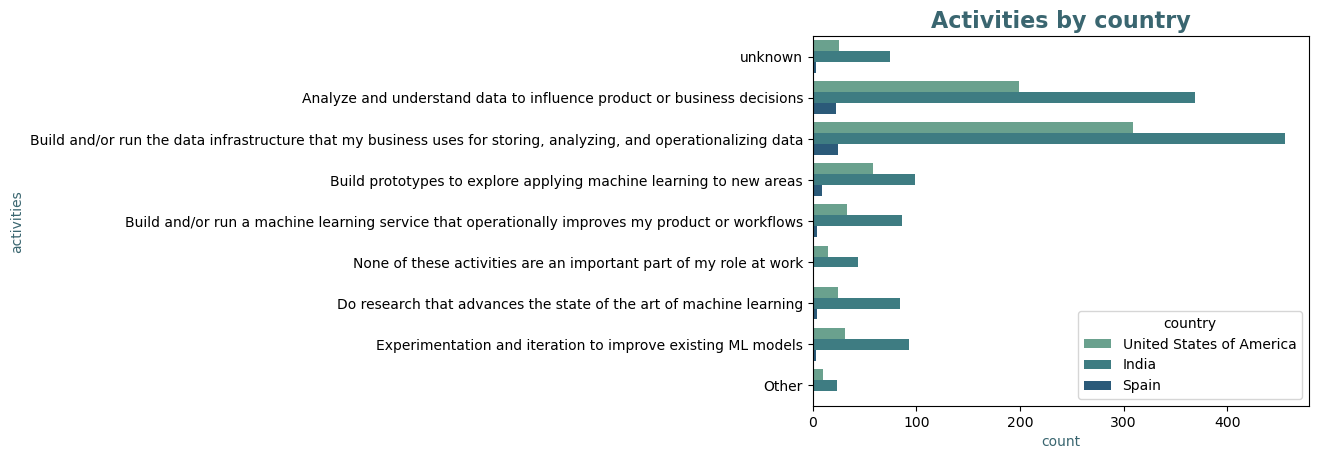 Activities by country
unknown
Analyze and understand data to influence product or business decisions
Build and/or run the data infrastructure that my business uses for storing, analyzing, and operationalizing data
Build prototypes to explore applying machine learning to new areas
Build and/or run a machine learning service that operationally improves my product or workflows
None of these activities are an important part of my role at work
Do research that advances the state of the art of machine learning
Experimentation and iteration to improve existing ML models
Other
activities
country
United States of America
India
Spain
0 100 200 300 400
count